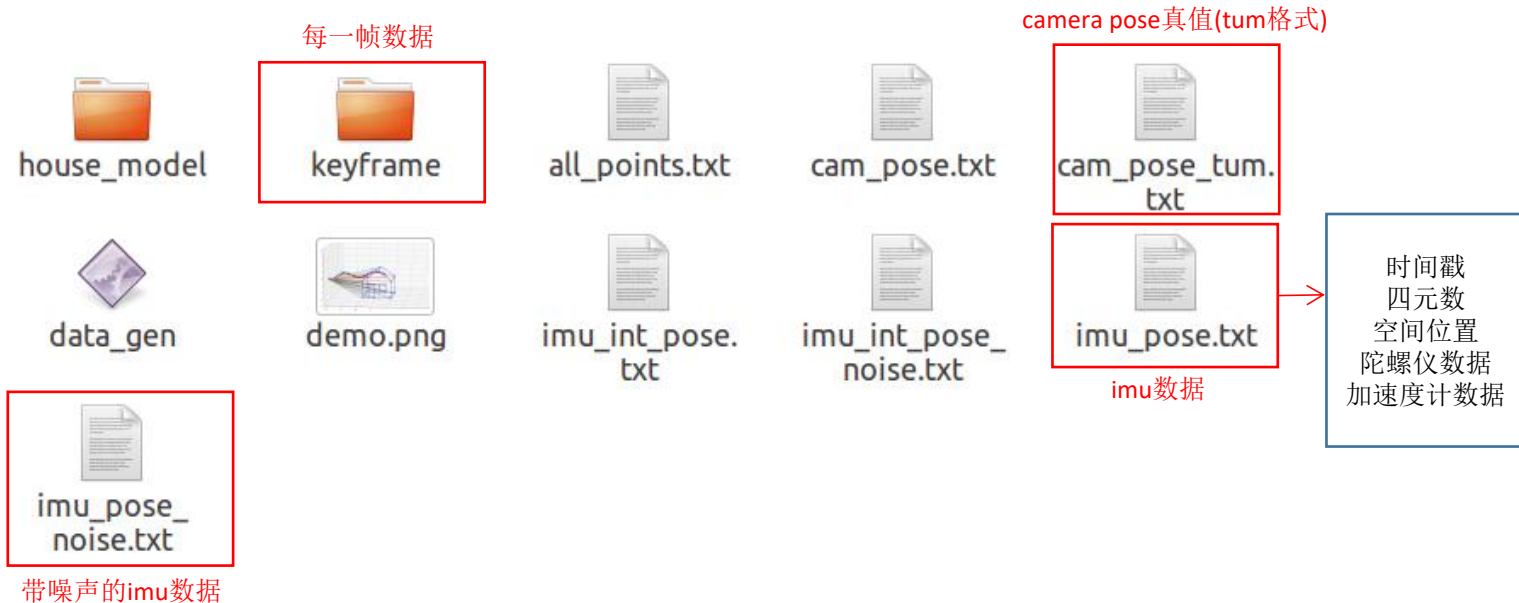 每一帧数据
camera pose真值(tum格式)
house_model
keyframe
all_points.txt
cam_pose.txt
cam_pose_tum.
txt
data_gen
demo.png
imu_int_pose.
txt
imu_int_pose_
noise.txt
imu_pose.txt
imu数据
时间戳
四元数
空间位置
陀螺仪数据
加速度计数据
imu_pose_
noise.txt
带噪声的imu数据